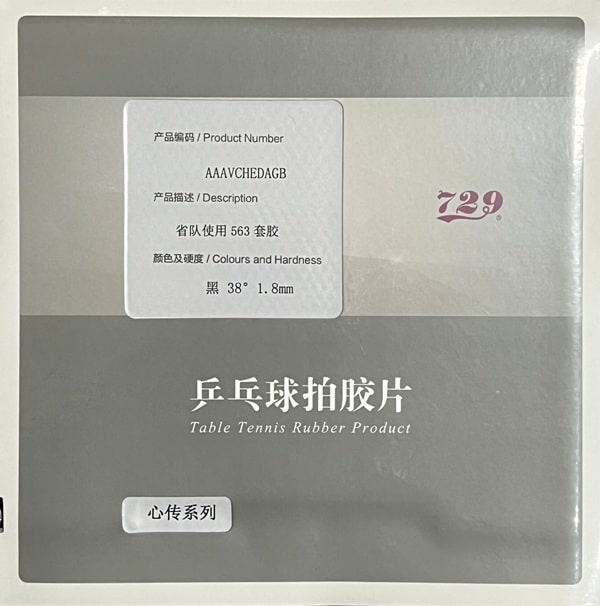 产品编码 / Product Number
AAAVCHEDAGB
产品描述 / Description
省队使用 563 套胶
颜色及硬度 / Colours and Hardness
黑 38° 1.8mm
729®
乒乓球拍胶片
Table Tennis Rubber Product
心传系列